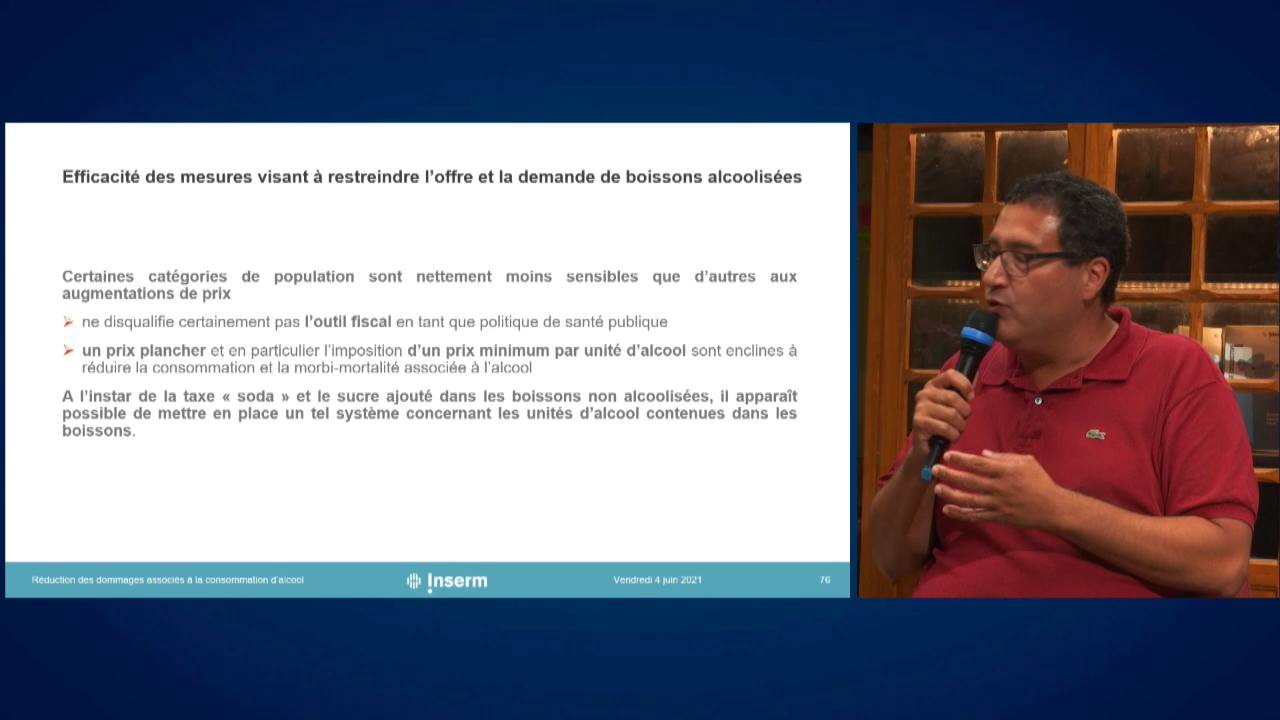 Efficacité des mesures visant à restreindre l’offre et la demande de boissons alcoolisées
Certaines catégories de population sont nettement moins sensibles que d’autres aux
augmentations de prix
ne disqualifie certainement pas l’outil fiscal en tant que politique de santé publique
un prix plancher et en particulier l’imposition d’un prix minimum par unité d’alcool sont enclines à
réduire la consommation et la morbi-mortalité associée à l’alcool
A l’instar de la taxe « soda » et le sucre ajouté dans les boissons non alcoolisées, il apparaît
possible de mettre en place un tel système concernant les unités d’alcool contenues dans les
boissons.
Réduction des dommages associés à la consommation d’alcool
Inserm
Vendredi 4 juin 2021
76